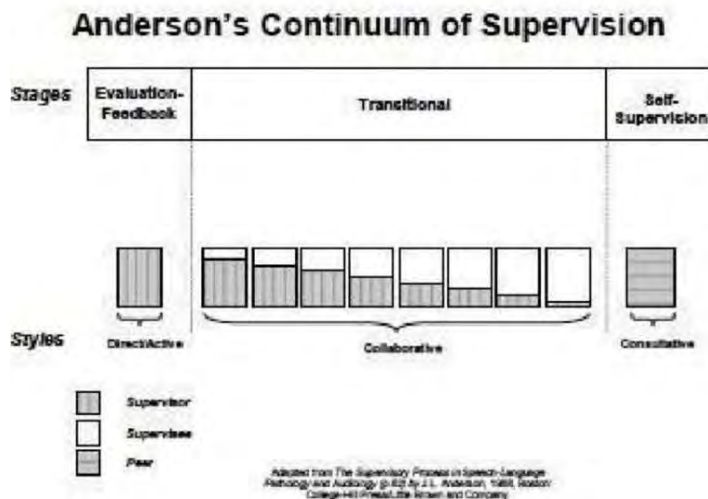 Anderson's Continuum of Supervision
Stages
Evaluation-
Feedback
Transitional
Self-
Supervision
Styles
Direct/Active
Collaborative
Consultative
Supervisor
Supervisee
Peer
Adapted from The Supervisory Process in Speech-Language
Pathology and Audiology by J.L. Anderson, 1988, Boston:
College-Hill Press/Little Brown and Company